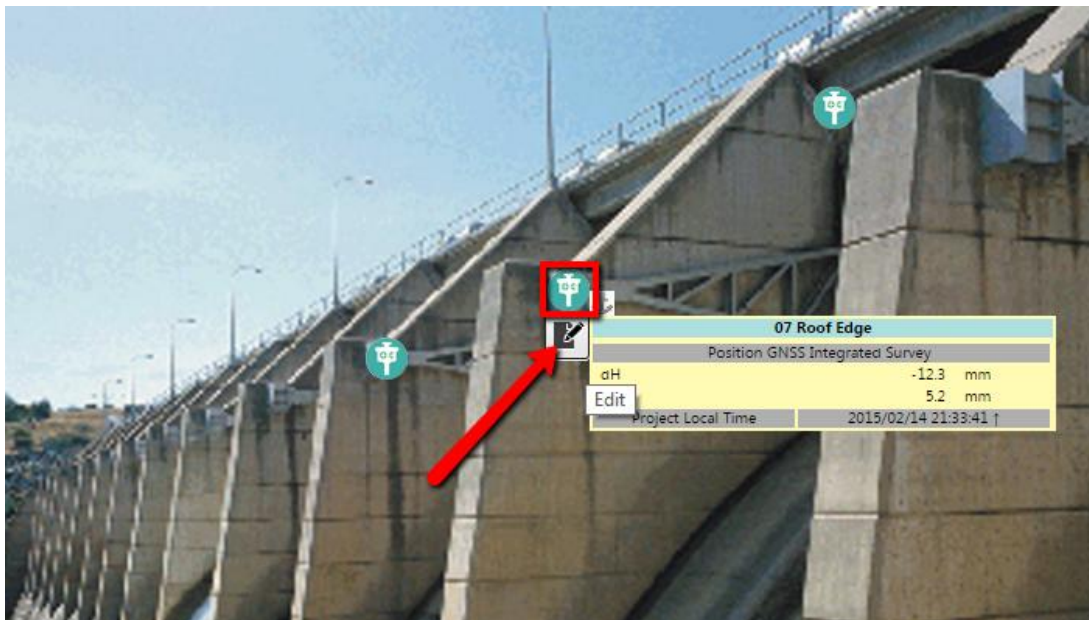 07 Roof Edge
Position GNSS Integrated Survey
dH -12.3 mm
Edit
5.2 mm
Project Local Time 2015/02/14 21:33:41 ↑